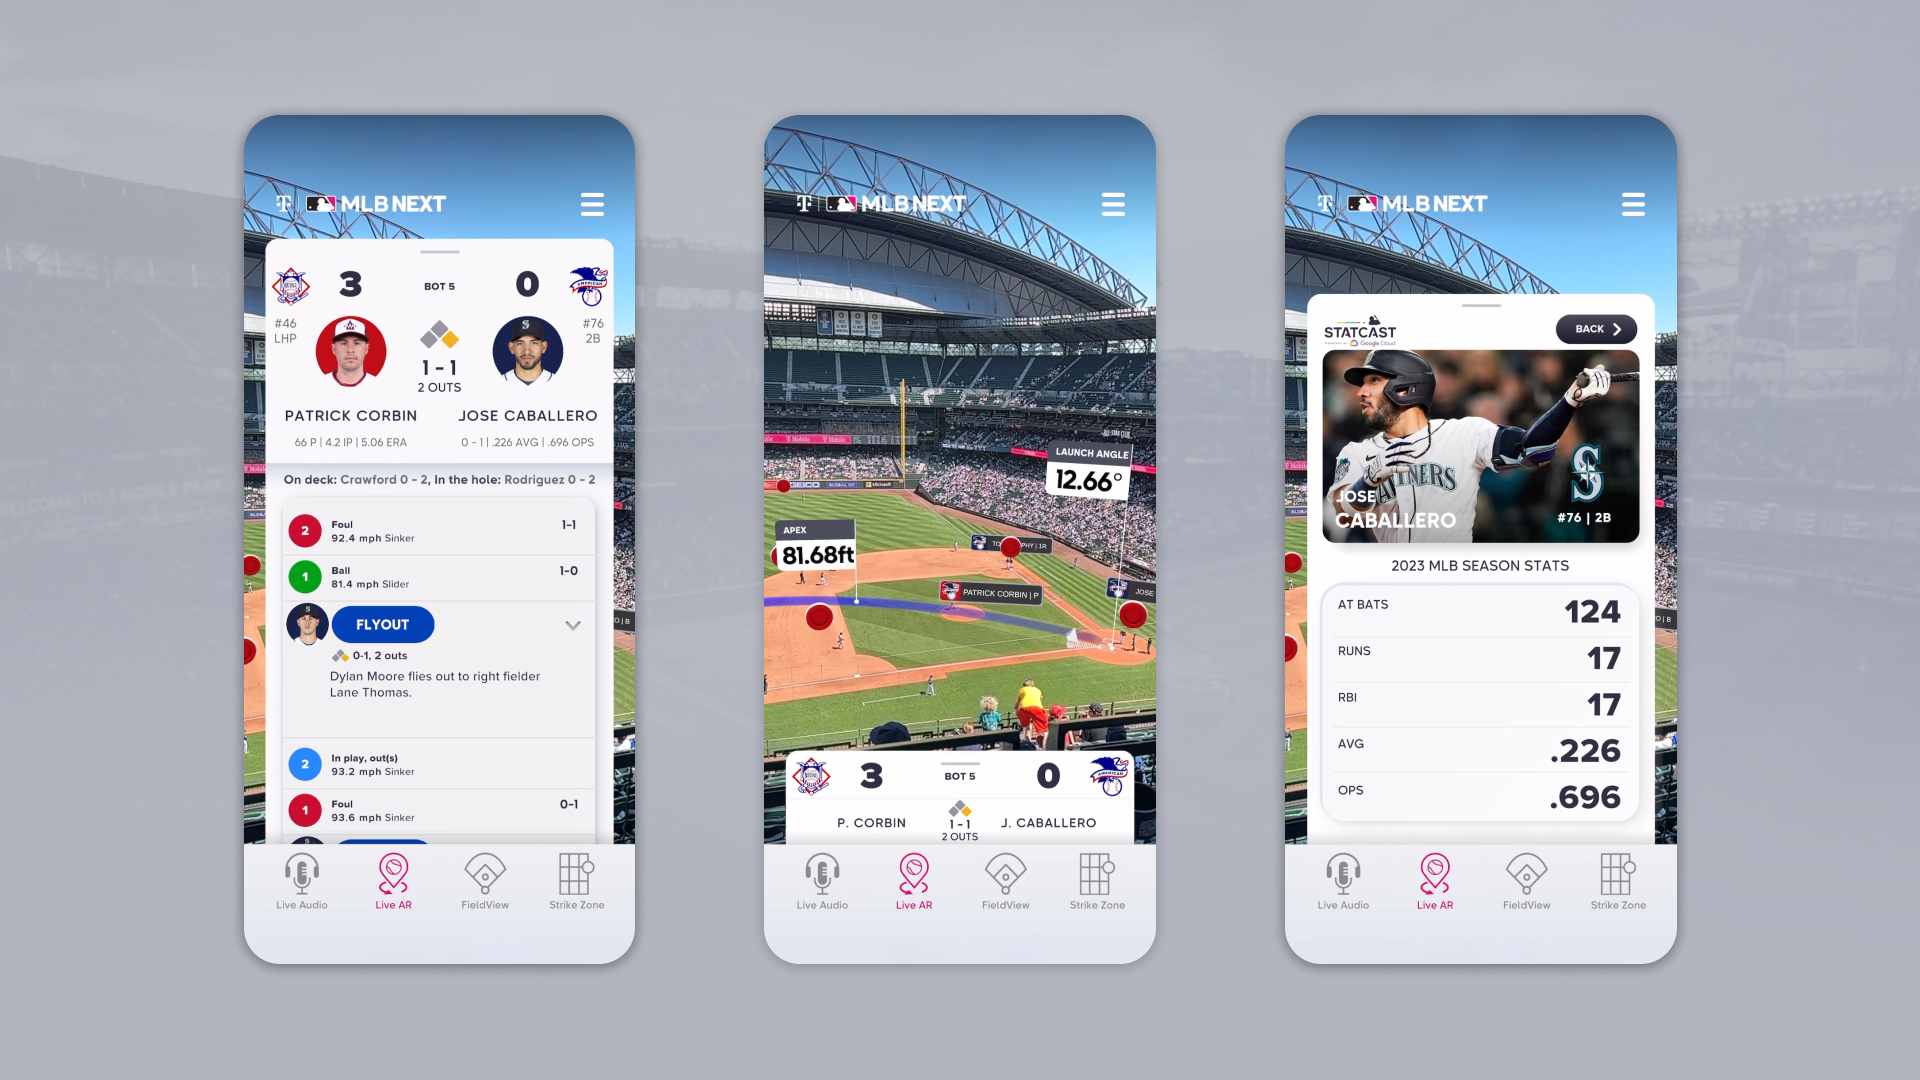 T MLB NEXT
3 BOT 5 0
#46
LHP
#76
2B
1 - 1
2 OUTS
PATRICK CORBIN
JOSE CABALLERO
66 P | 4.2 IP | 5.06 ERA
0 - 1 | .226 AVG | .696 OPS
On deck: Crawford 0 - 2, In the hole: Rodriguez 0 - 2
2 Foul 1-1
92.4 mph Sinker
1 Ball 1-0
81.4 mph Slider
FLYOUT
0-1, 2 outs
Dylan Moore flies out to right fielder
Lane Thomas.
2 In play, out(s)
93.2 mph Sinker
1 Foul 0-1
93.6 mph Sinker
Live Audio
Live AR
FieldView
Strike Zone
T MLB NEXT
T Mobile T Mobile
LAUNCH ANGLE
12.66°
GEICO
Microsoft
APEX
81.68ft
PATRICK CORBIN | P
JOSE
3 BOT 5 0
AMERICAN
P. CORBIN
1 - 1
2 OUTS
J. CABALLERO
Live Audio
Live AR
FieldView
Strike Zone
T MLB NEXT
STATCAST
Google Cloud
BACK
MARINERS
S
JOSE
CABALLERO
#76 | 2B
2023 MLB SEASON STATS
AT BATS 124
RUNS 17
RBI 17
AVG .226
OPS .696
Live Audio
Live AR
FieldView
Strike Zone